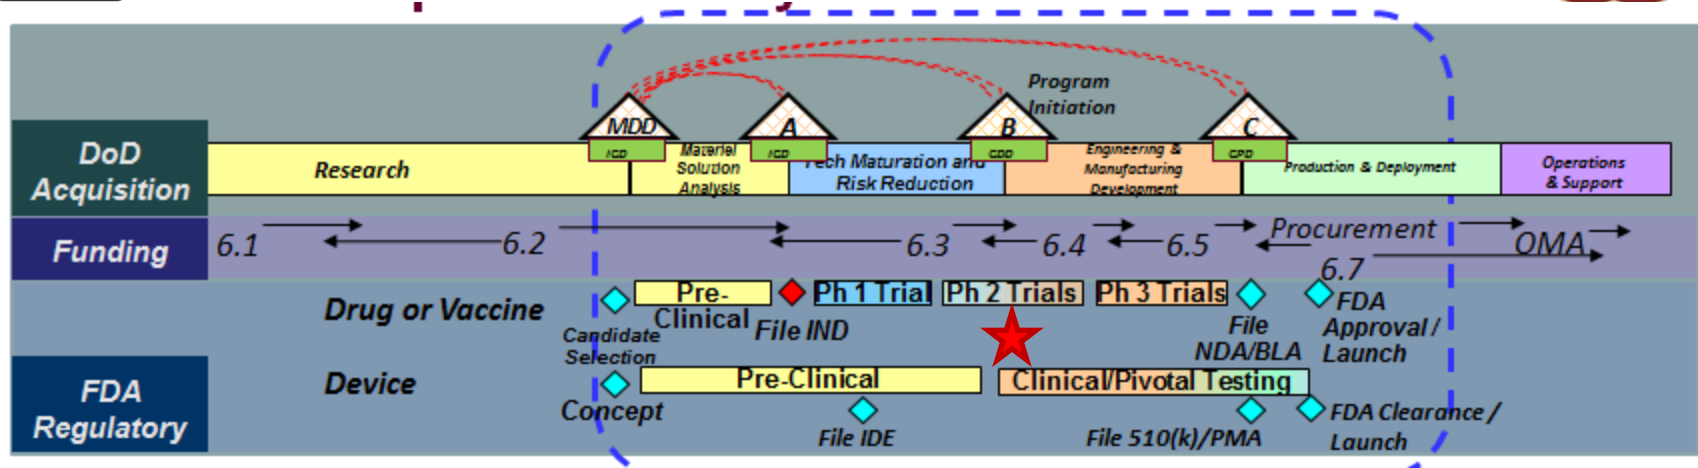 Program
Initiation
MDD
A
B
C
ICD
ICD
CDD
CPD
DoD
Acquisition
Research
Materiel
Solution
Analysis
Tech Maturation and
Risk Reduction
Engineering &
Manufacturing
Development
Production & Deployment
Operations
& Support
Funding
6.1
6.2
6.3
6.4
6.5
Procurement
6.7
OMA
Drug or Vaccine
Candidate
Selection
Pre-
Clinical
File IND
Ph 1 Trial
Ph 2 Trials
Ph 3 Trials
File
NDA/BLA
FDA
Approval /
Launch
FDA
Regulatory
Device
Concept
Pre-Clinical
File IDE
Clinical/Pivotal Testing
File 510(k)/PMA
FDA Clearance /
Launch